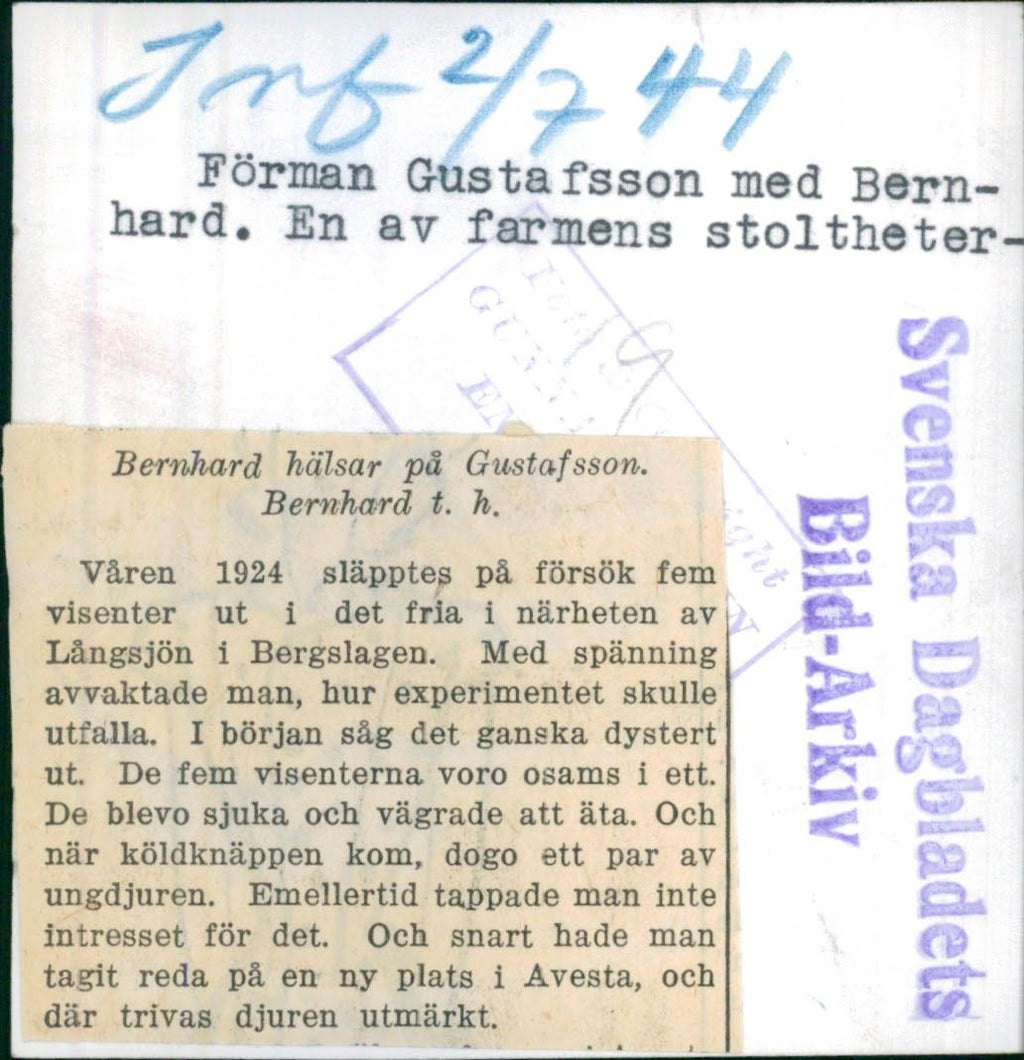 Inf 2/7 44
Förman Gustafsson med Bern-
hard. En av farmens stoltheter-
Bernhard hälsar på Gustafsson.
Bernhard t. h.
Våren 1924 släpptes på försök fem
visenter ut i det fria i närheten av
Långsjön i Bergslagen. Med spänning
avvaktade man, hur experimentet skulle
utfalla. I början såg det ganska dystert
ut. De fem visenterna voro osams i ett.
De blevo sjuka och vägrade att äta. Och
när köldknäppen kom, dogo ett par av
ungdjuren. Emellertid tappade man inte
intresset för det. Och snart hade man
tagit reda på en ny plats i Avesta, och
där trivas djuren utmärkt.
Svenska Dagbladets
Bild-Arkiv